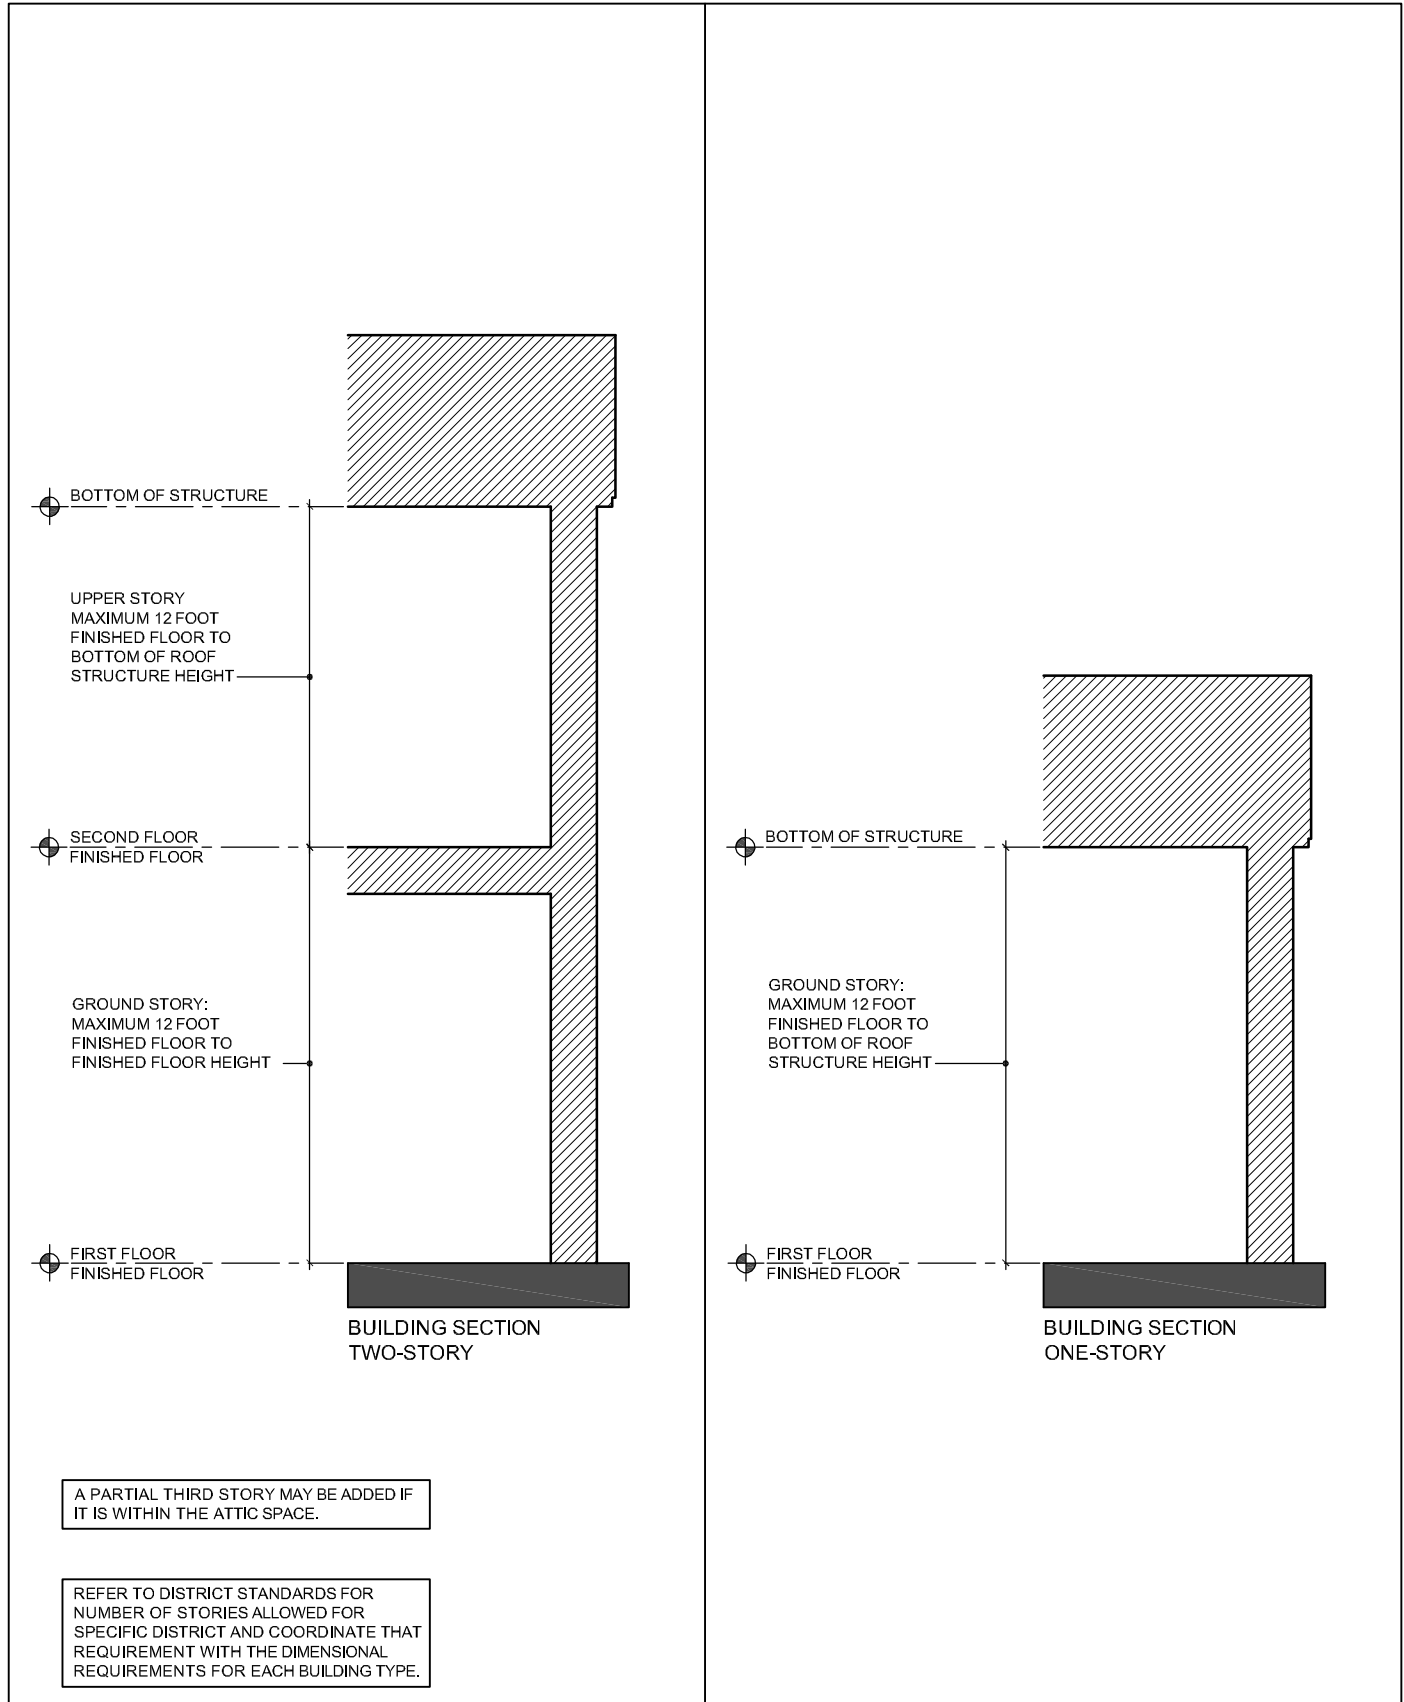 BOTTOM OF STRUCTURE
UPPER STORY
MAXIMUM 12 FOOT
FINISHED FLOOR TO
BOTTOM OF ROOF
STRUCTURE HEIGHT
SECOND FLOOR
FINISHED FLOOR
GROUND STORY:
MAXIMUM 12 FOOT
FINISHED FLOOR TO
FINISHED FLOOR HEIGHT
FIRST FLOOR
FINISHED FLOOR
BUILDING SECTION
TWO-STORY
A PARTIAL THIRD STORY MAY BE ADDED IF
IT IS WITHIN THE ATTIC SPACE.
REFER TO DISTRICT STANDARDS FOR
NUMBER OF STORIES ALLOWED FOR
SPECIFIC DISTRICT AND COORDINATE THAT
REQUIREMENT WITH THE DIMENSIONAL
REQUIREMENTS FOR EACH BUILDING TYPE.
BOTTOM OF STRUCTURE
GROUND STORY:
MAXIMUM 12 FOOT
FINISHED FLOOR TO
BOTTOM OF ROOF
STRUCTURE HEIGHT
FIRST FLOOR
FINISHED FLOOR
BUILDING SECTION
ONE-STORY